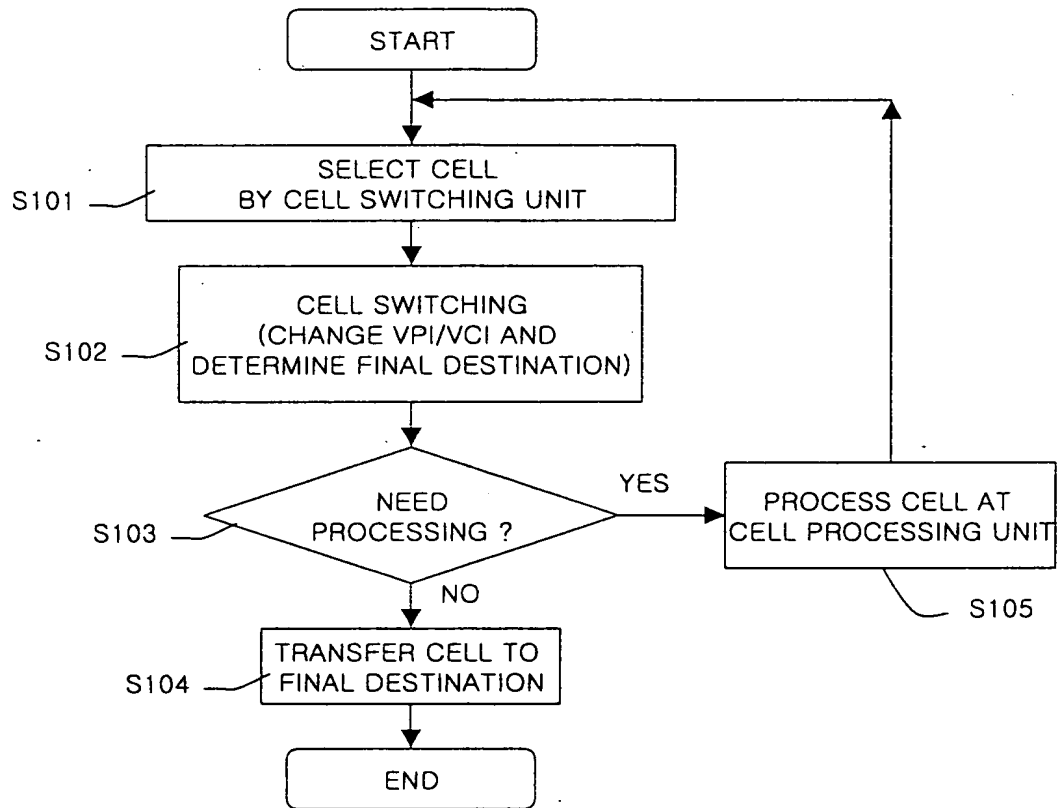 START
SELECT CELL
BY CELL SWITCHING UNIT
S101
CELL SWITCHING
(CHANGE VPI/VCI AND
DETERMINE FINAL DESTINATION)
S102
NEED
PROCESSING ?
S103
YES
PROCESS CELL AT
CELL PROCESSING UNIT
S105
NO
TRANSFER CELL TO
FINAL DESTINATION
S104
END